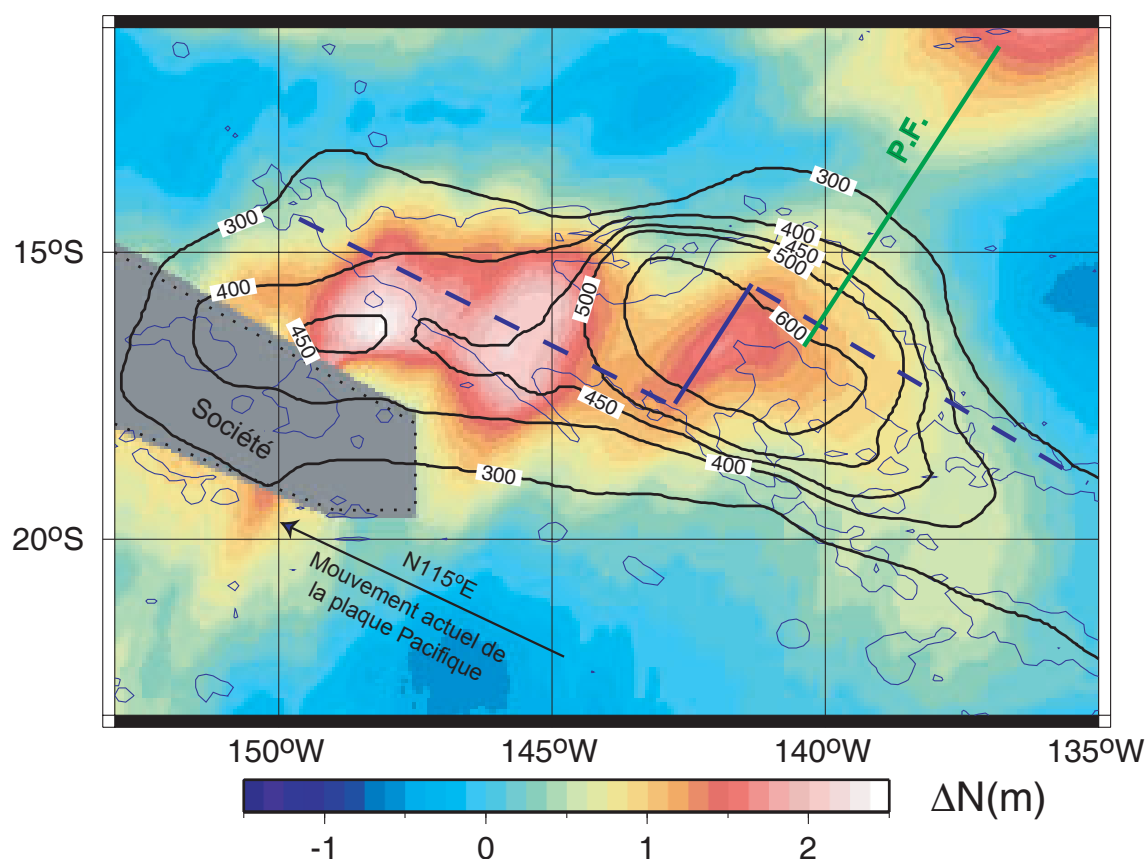 P.F.
300
300
400
450
500
15ºS
400
500
600
450
Société
450
400
300
20ºS
N115ºE
Mouvement actuel de
la plaque Pacifique
150ºW
145ºW
140ºW
135ºW
ΔN(m)
-1
0
1
2